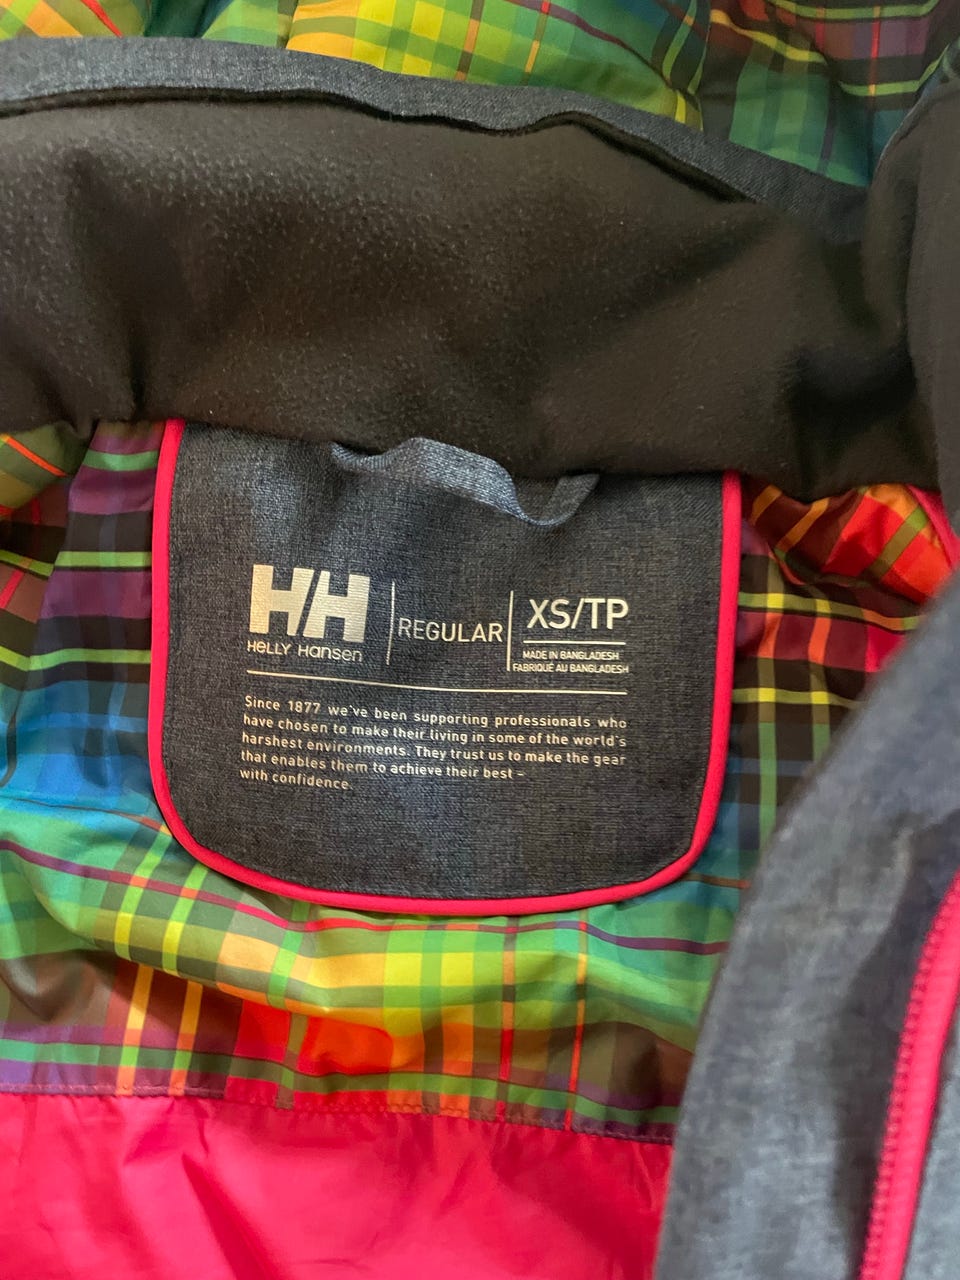 HH
HELLY HANSEN
REGULAR
XS/TP
MADE IN BANGLADESH
FABRIQUÉ AU BANGLADESH
Since 1877 we've been supporting professionals who
have chosen to make their living in some of the world's
harshest environments. They trust us to make the gear
that enables them to achieve their best –
with confidence.